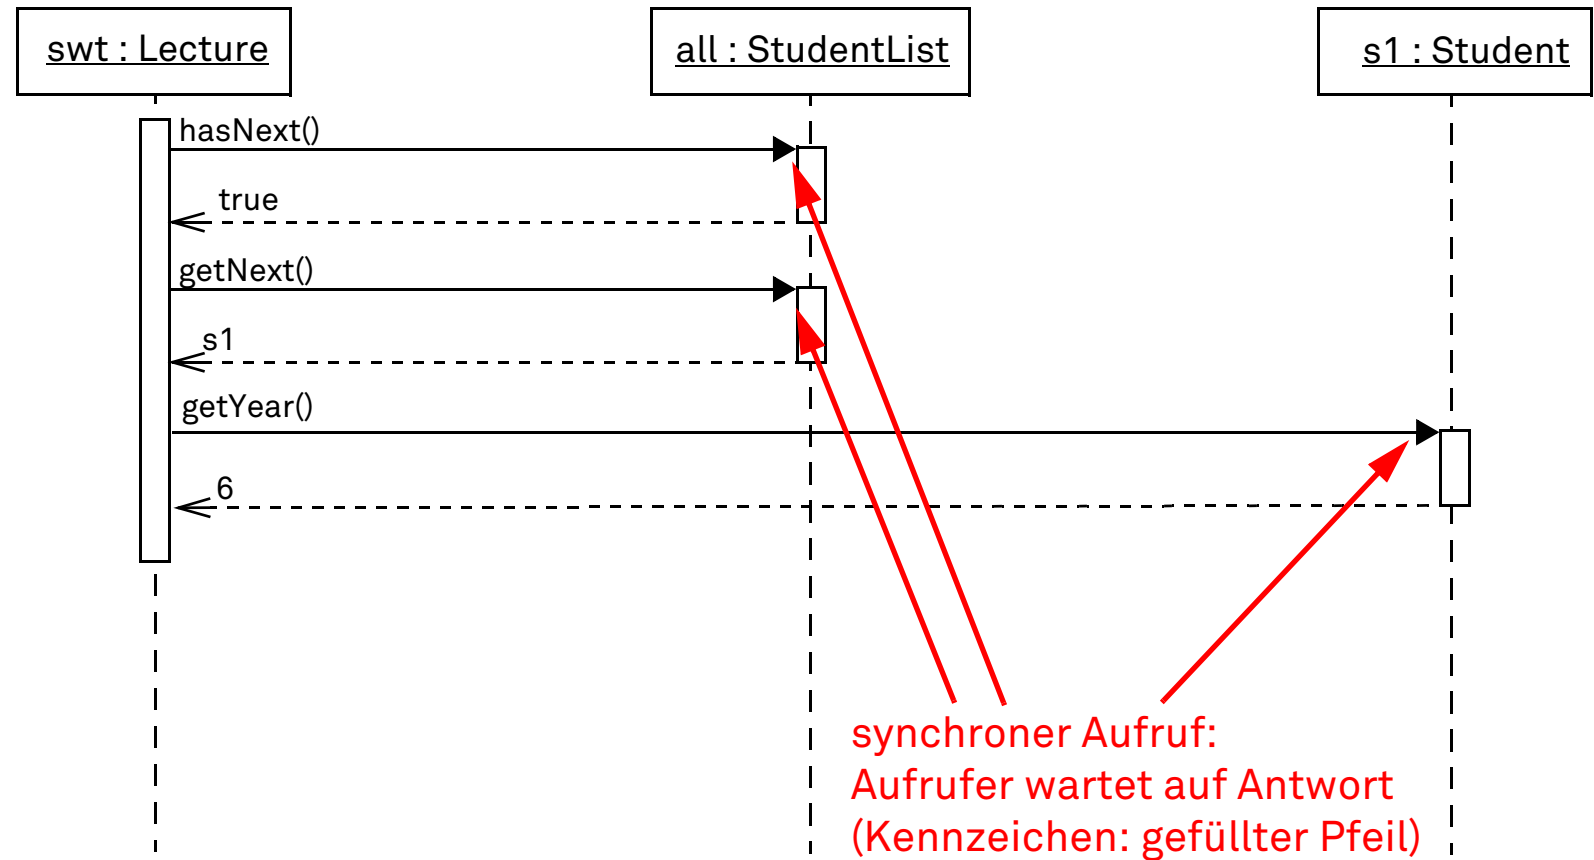 swt : Lecture
all : StudentList
s1 : Student
hasNext()
true
getNext()
s1
getYear()
6
synchroner Aufruf:
Aufrufer wartet auf Antwort
(Kennzeichen: gefüllter Pfeil)